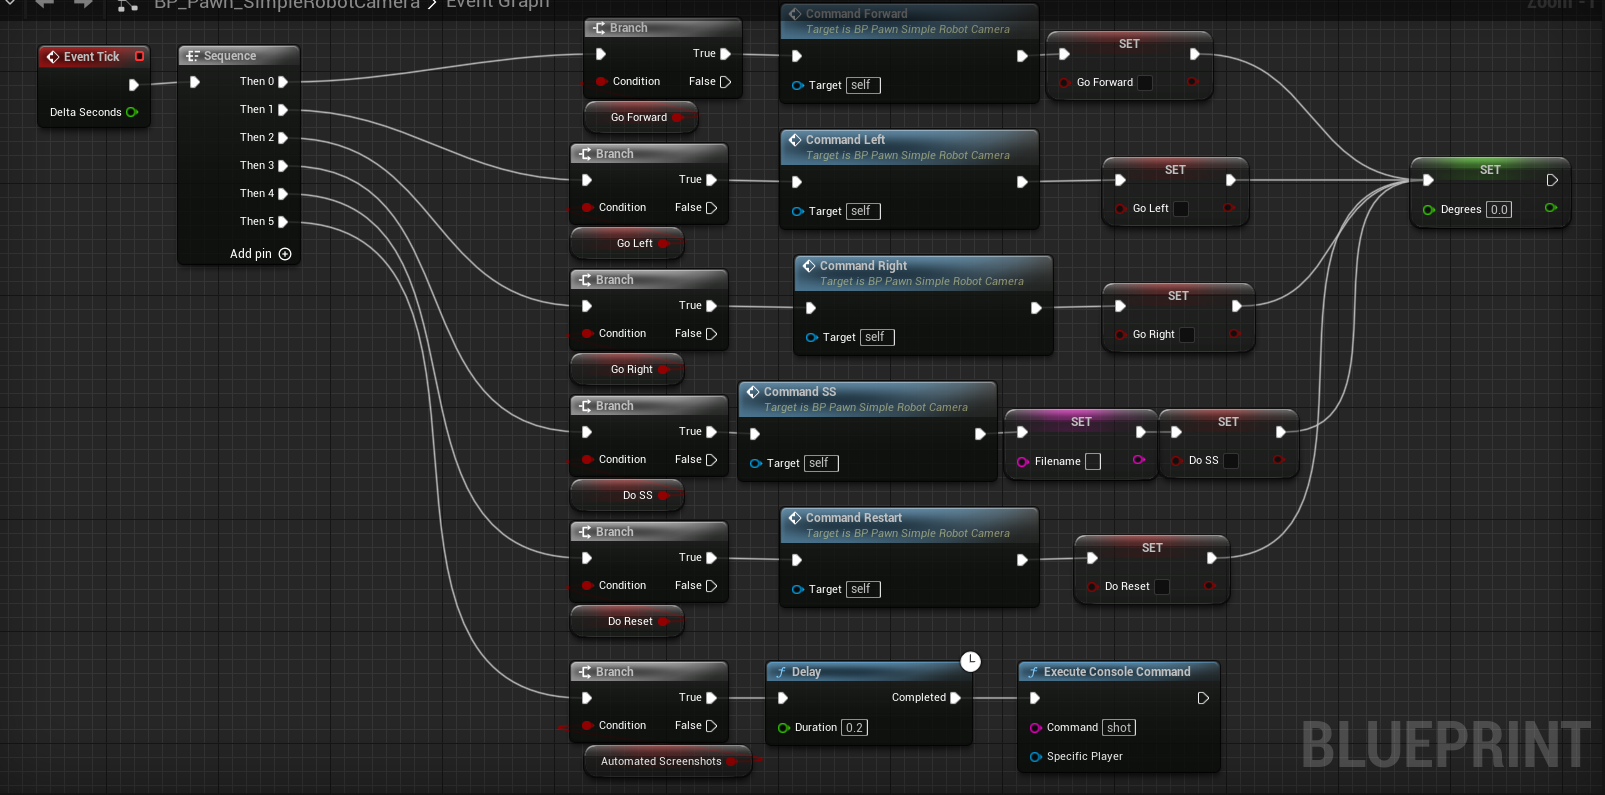 BP_Pawn_SimpleRobotCamera > Event Graph
Zoom -1
Event Tick
Delta Seconds
Sequence
Then 0
Then 1
Then 2
Then 3
Then 4
Then 5
Add pin
Branch
True
Condition
False
Go Forward
Command Forward
Target is BP Pawn Simple Robot Camera
Target self
SET
Go Forward
Branch
True
Condition
False
Go Left
Command Left
Target is BP Pawn Simple Robot Camera
Target self
SET
Go Left
SET
Degrees 0.0
Branch
True
Condition
False
Go Right
Command Right
Target is BP Pawn Simple Robot Camera
Target self
SET
Go Right
Branch
True
Condition
False
Do SS
Command SS
Target is BP Pawn Simple Robot Camera
Target self
SET
Filename
SET
Do SS
Branch
True
Condition
False
Do Reset
Command Restart
Target is BP Pawn Simple Robot Camera
Target self
SET
Do Reset
Branch
True
Condition
False
Automated Screenshots
Delay
Completed
Duration 0.2
Execute Console Command
Command shot
Specific Player
BLUEPRINT